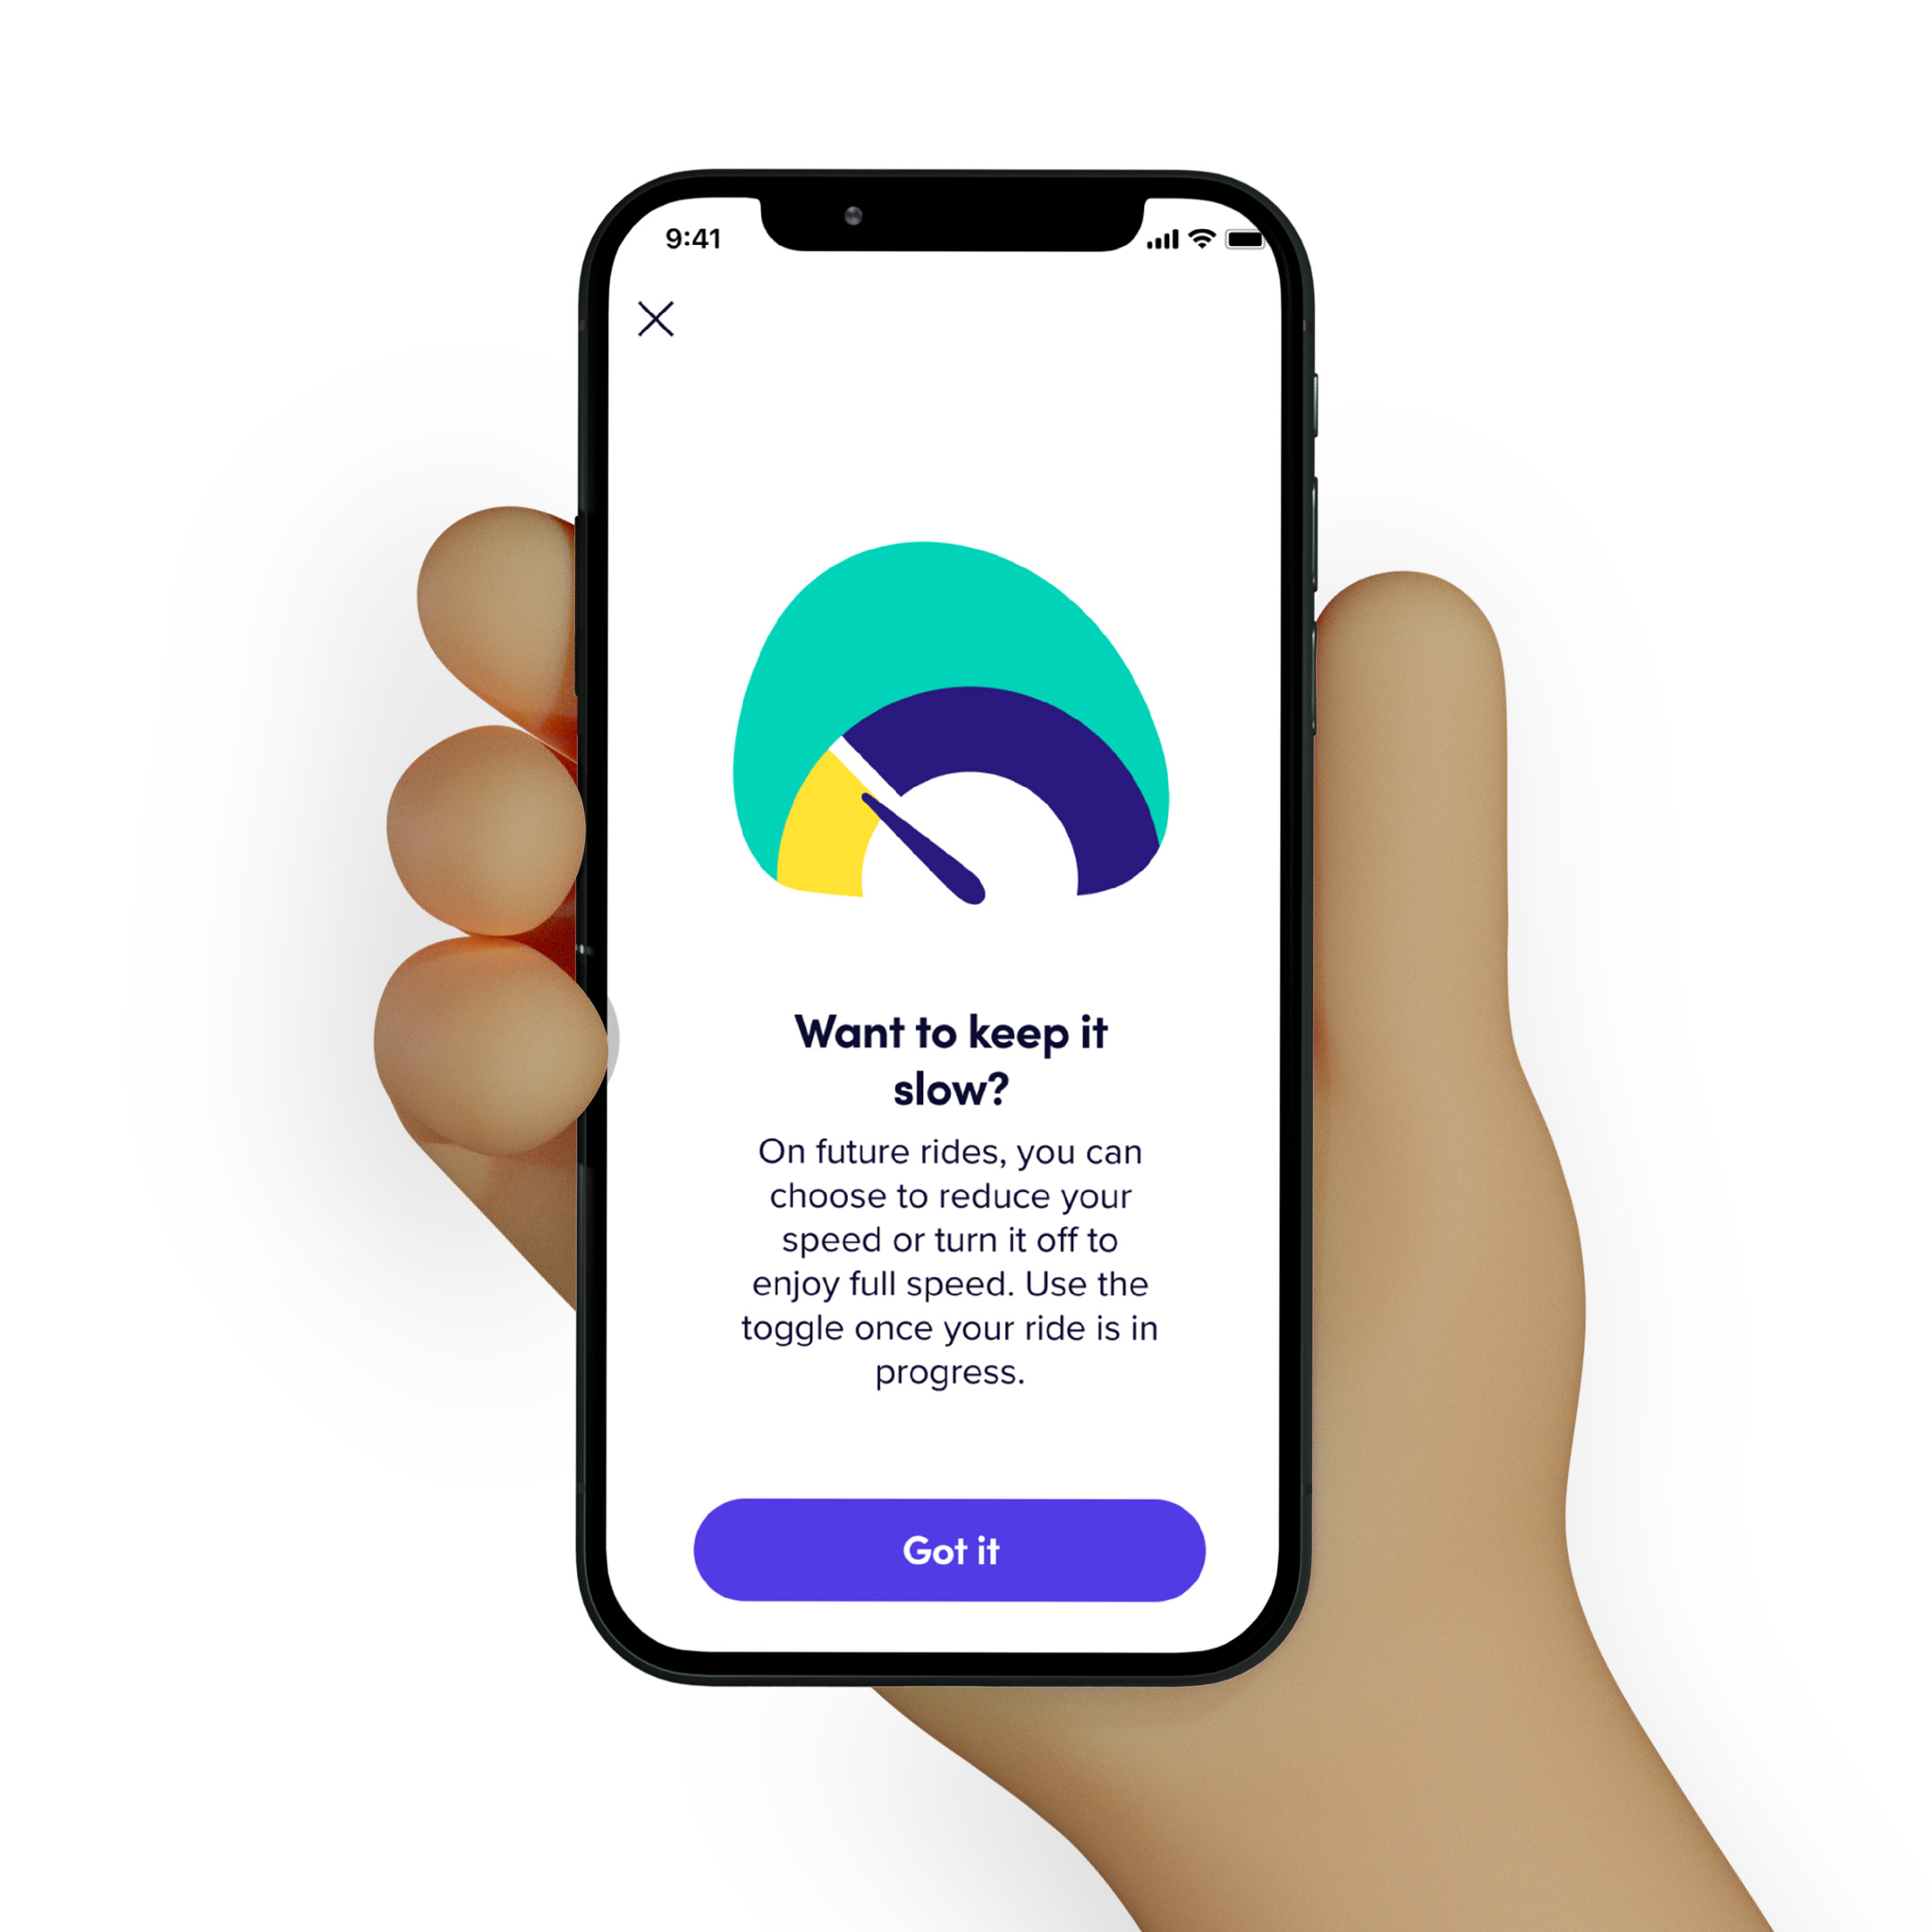 9:41
Want to keep it
slow?
On future rides, you can
choose to reduce your
speed or turn it off to
enjoy full speed. Use the
toggle once your ride is in
progress.
Got it